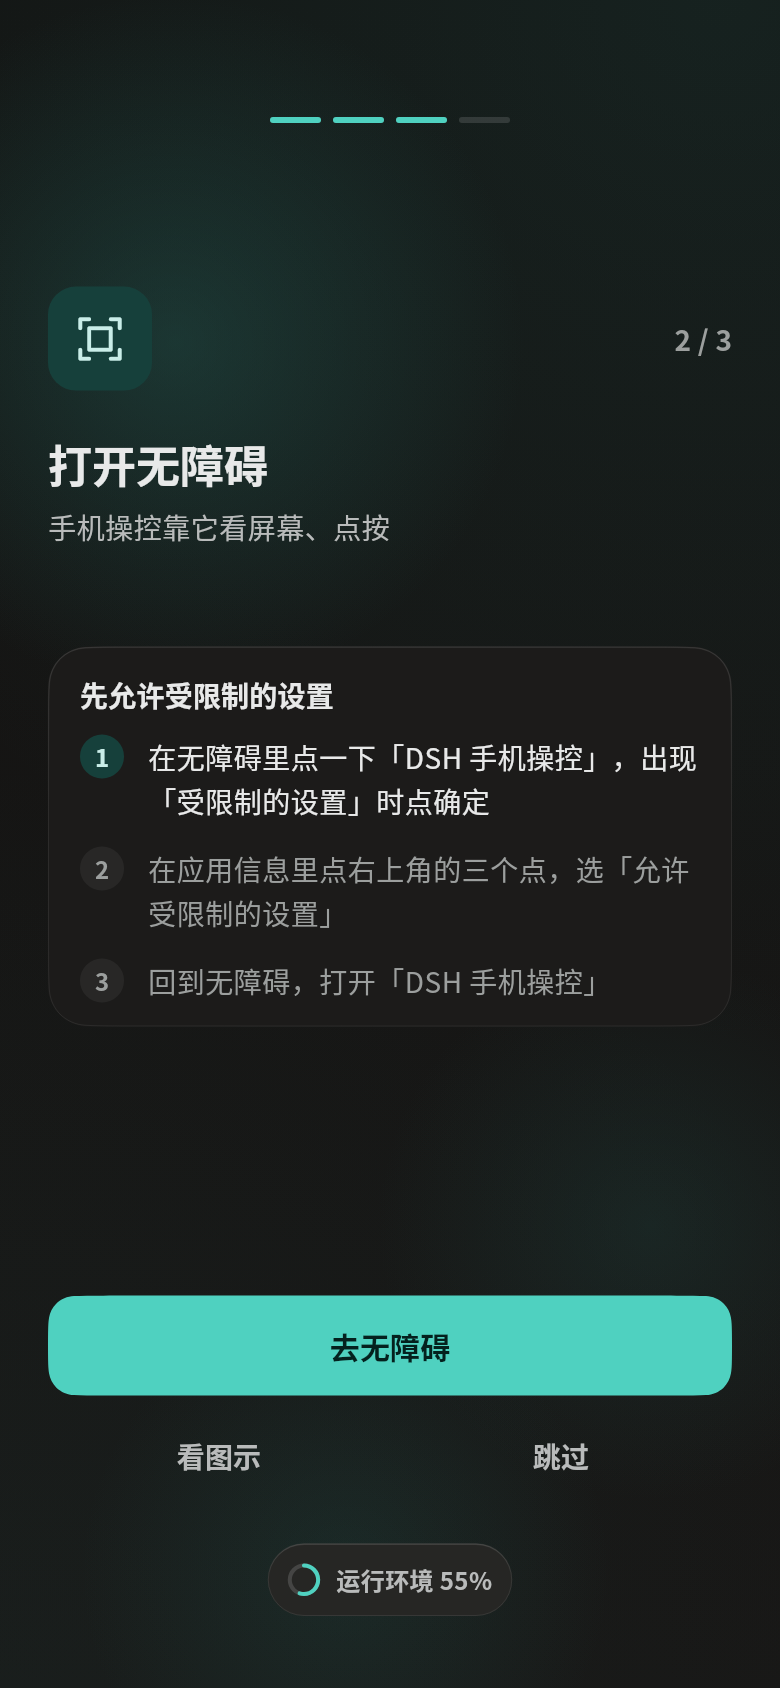 2 / 3
打开无障碍
手机操控靠它看屏幕、点按
先允许受限制的设置
1 在无障碍里点一下「DSH 手机操控」，出现
「受限制的设置」时点确定
2 在应用信息里点右上角的三个点，选「允许
受限制的设置」
3 回到无障碍，打开「DSH 手机操控」
去无障碍
看图示 跳过
运行环境 55%